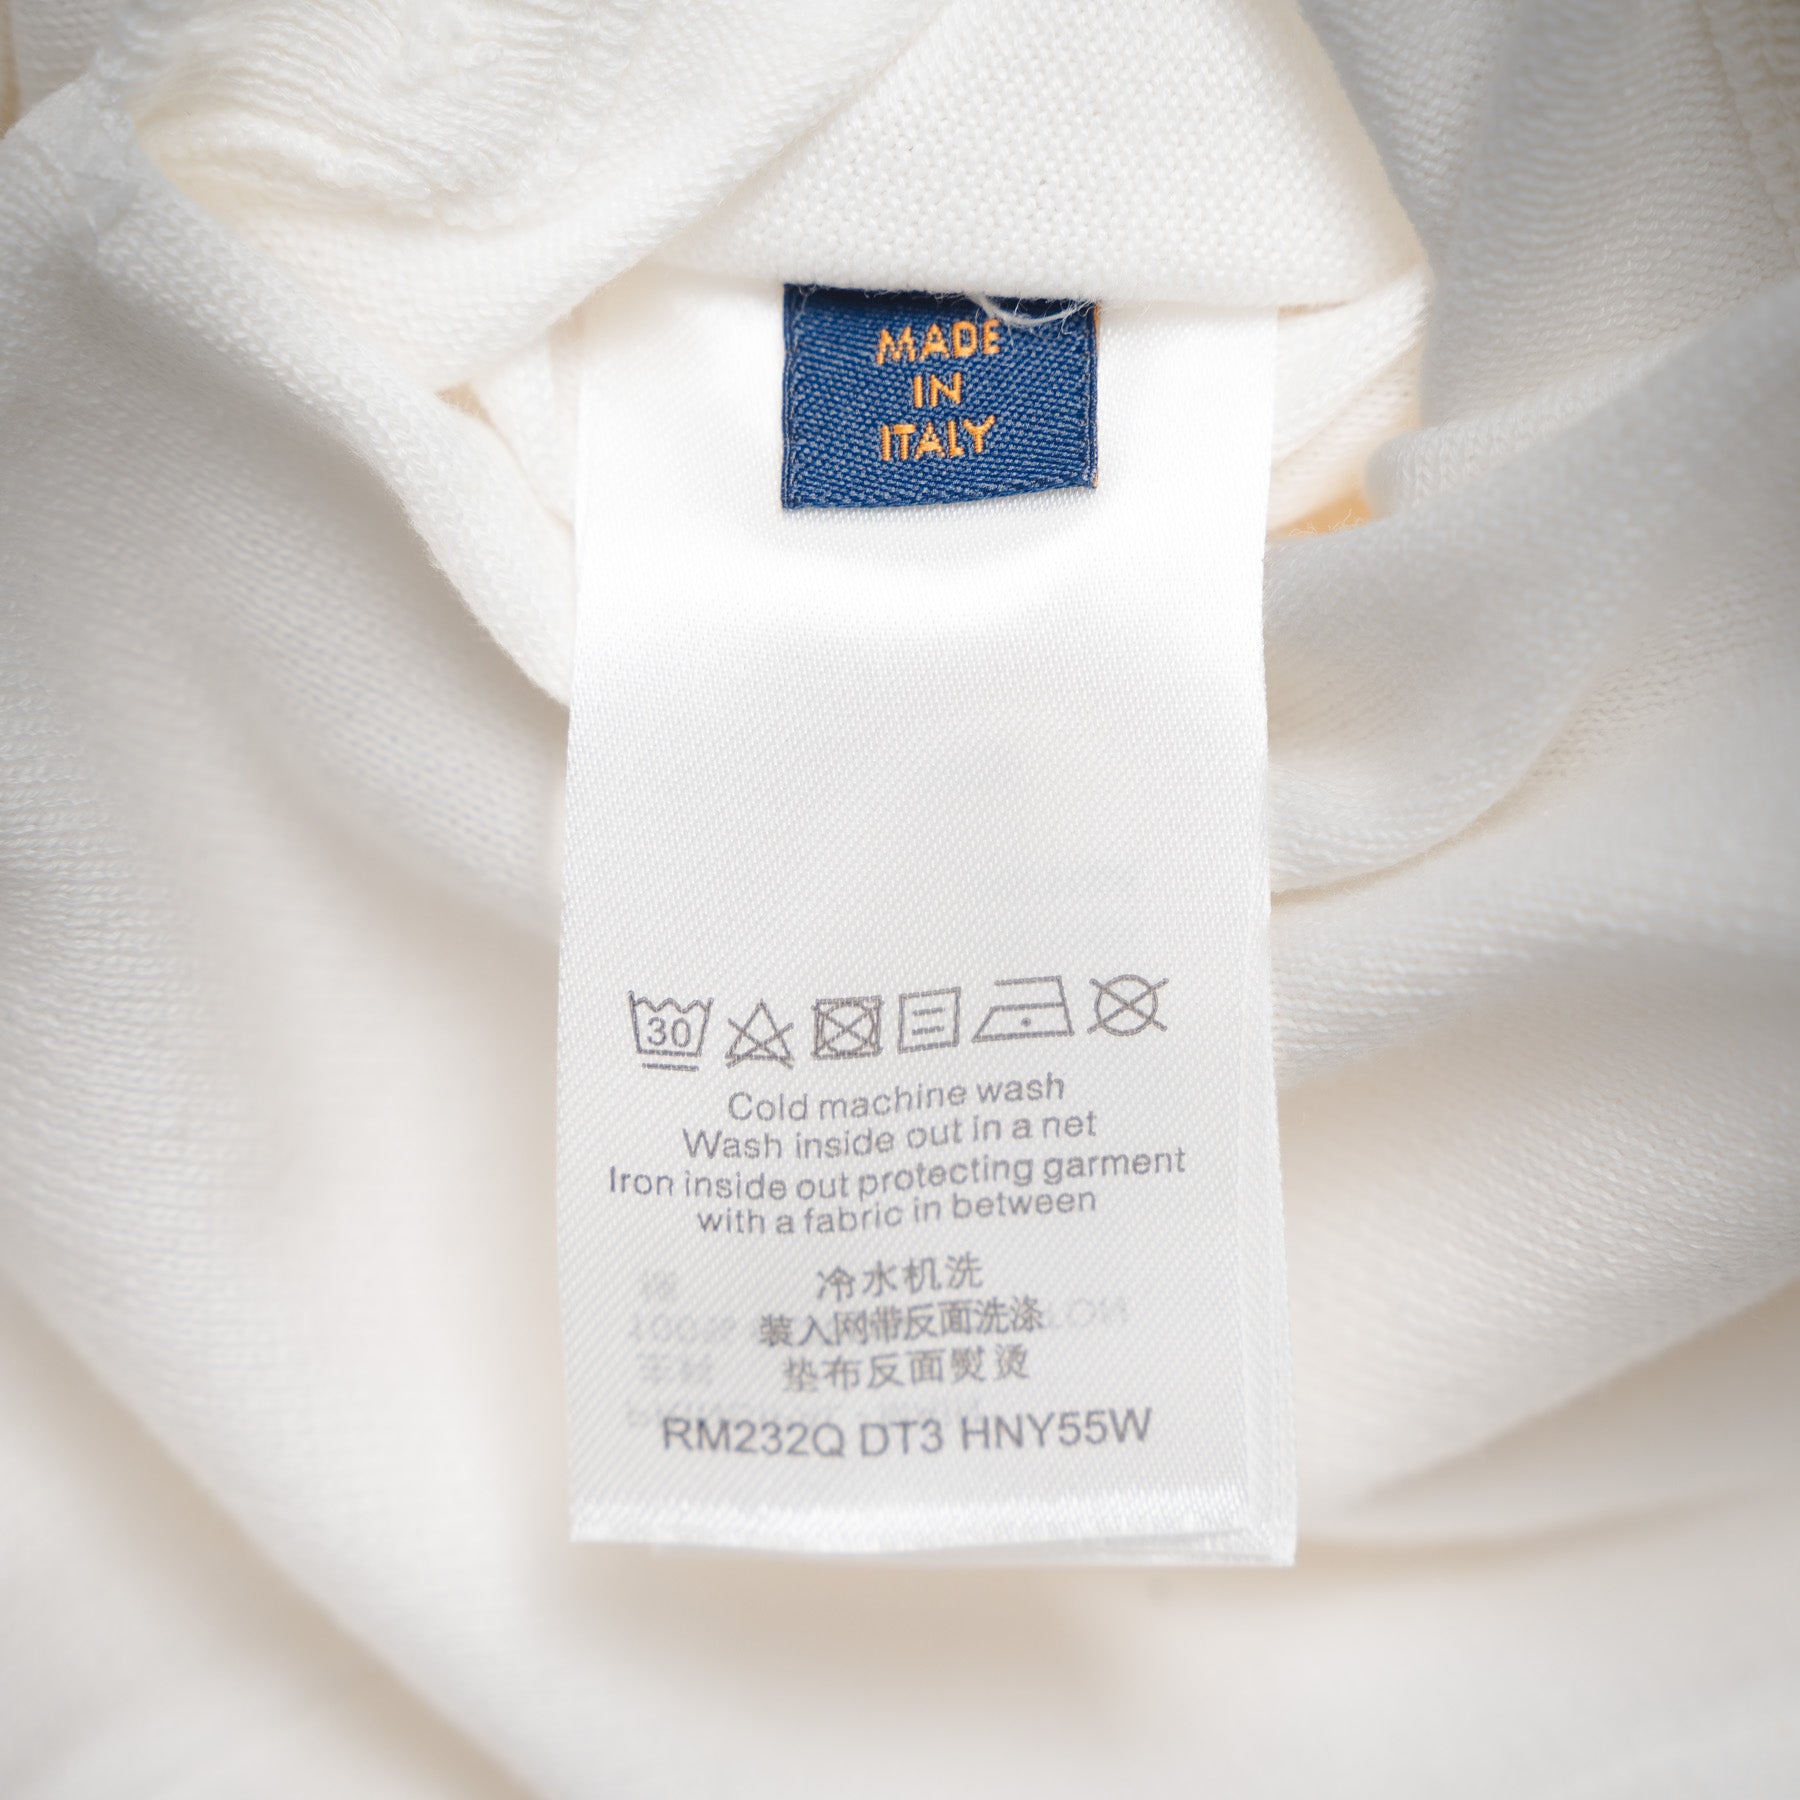 MADE
IN
ITALY
30
Cold machine wash
Wash inside out in a net
Iron inside out protecting garment
with a fabric in between
冷水机洗
装入网带反面洗涤
垫布反面熨烫
RM232Q DT3 HNY55W